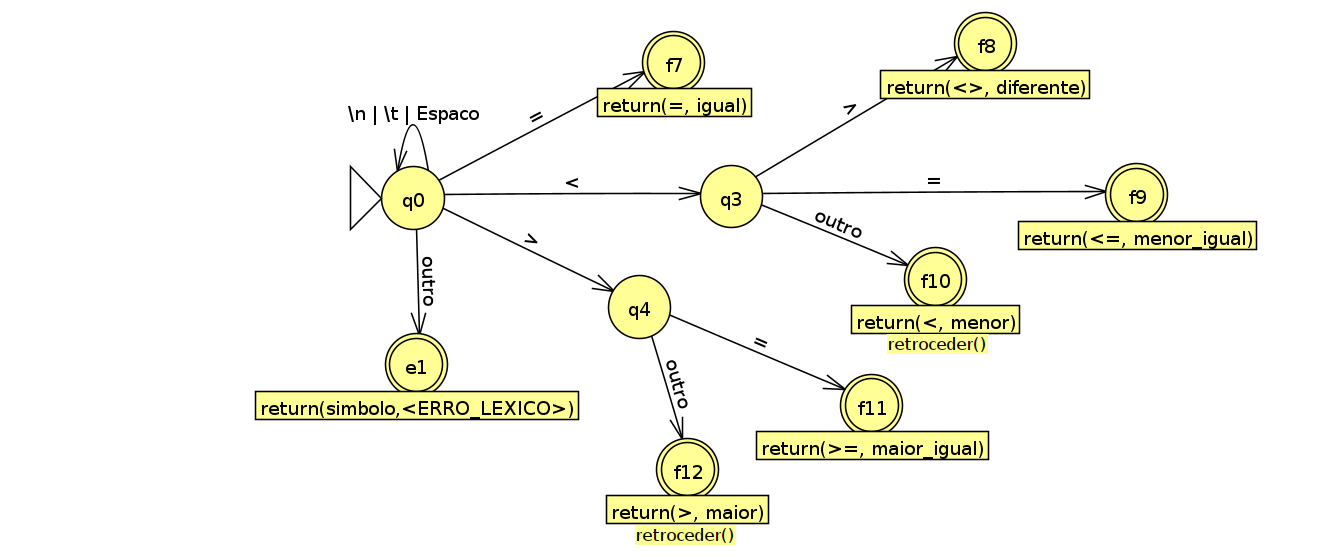 f8
return(<>, diferente)
f7
return(=, igual)
\n | \t | Espaco
=
>
<
=
q0
q3
f9
return(<=, menor_igual)
>
outro
outro
f10
return(<, menor)
retroceder()
q4
=
e1
return(simbolo,<ERRO_LEXICO>)
outro
f11
return(>=, maior_igual)
f12
return(>, maior)
retroceder()